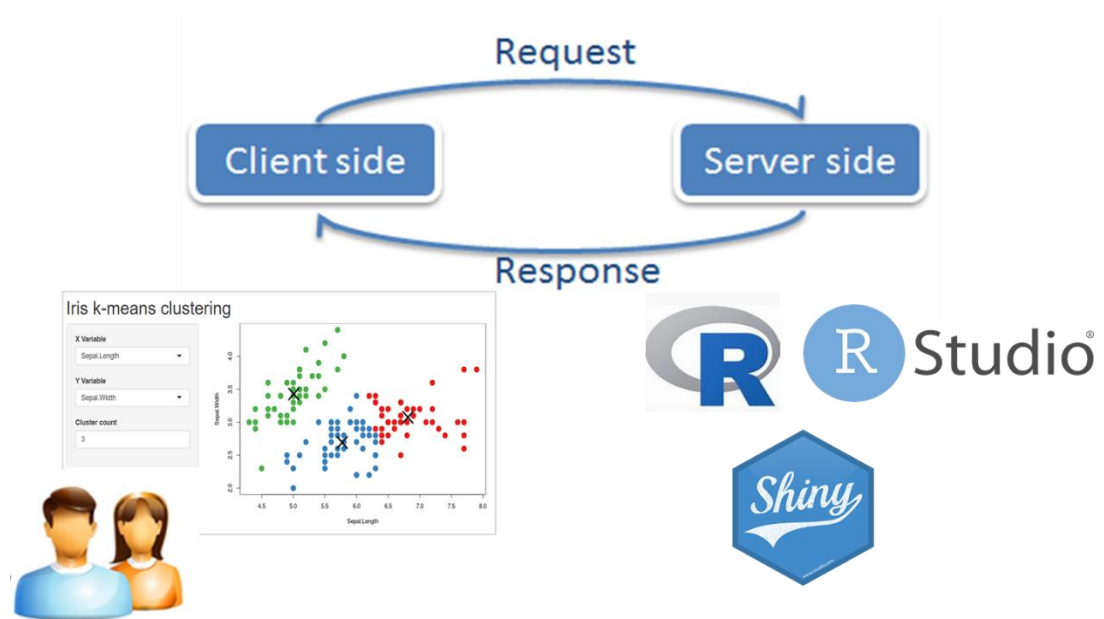 Request
Client side
Server side
Response
Iris k-means clustering
X Variable
Sepal.Length
Y Variable
Sepal.Width
Cluster count
3
Sepal.Width
4.0
3.5
3.0
2.5
2.0
4.5 5.0 5.5 6.0 6.5 7.0 7.5 8.0
Sepal.Length
R
R Studio®
Shiny